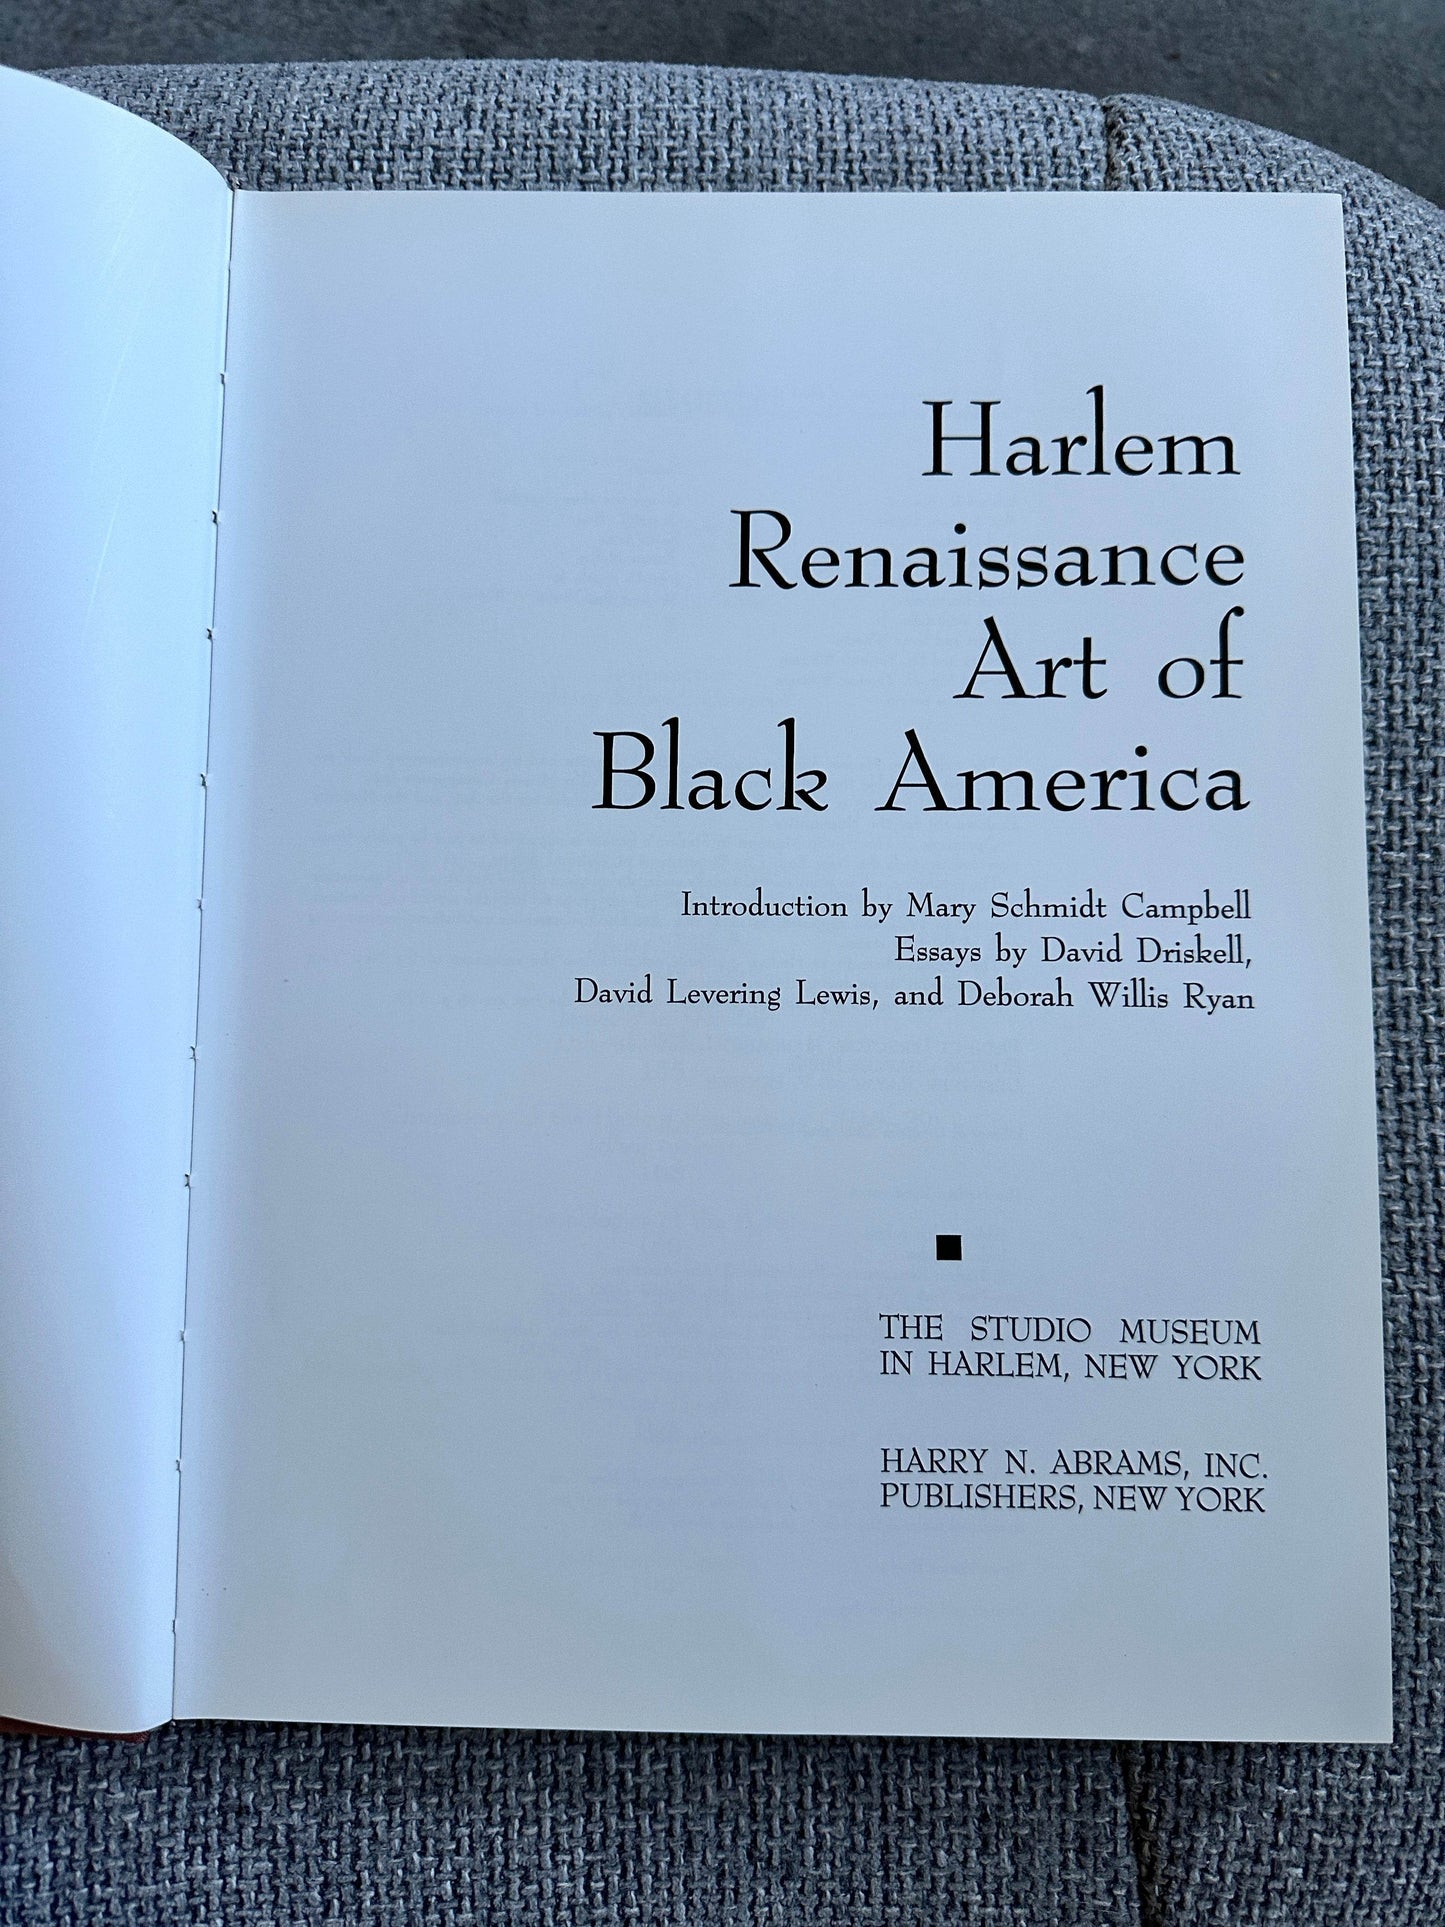 Harlem
Renaissance
Art of
Black America
Introduction by Mary Schmidt Campbell
Essays by David Driskell,
David Levering Lewis, and Deborah Willis Ryan
THE STUDIO MUSEUM
IN HARLEM, NEW YORK
HARRY N. ABRAMS, INC.
PUBLISHERS, NEW YORK